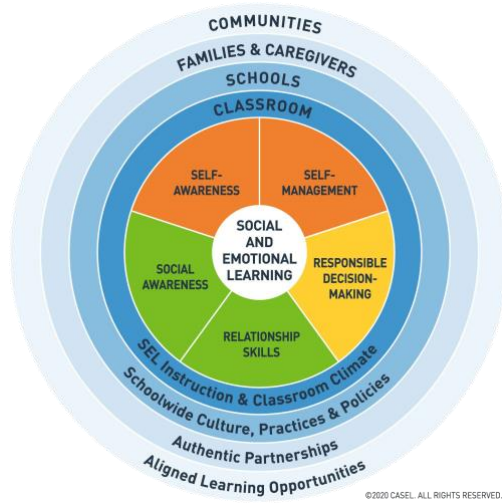 COMMUNITIES
FAMILIES & CAREGIVERS
SCHOOLS
CLASSROOM
SELF-
AWARENESS
SELF-
MANAGEMENT
SOCIAL
AND
EMOTIONAL
LEARNING
SOCIAL
AWARENESS
RESPONSIBLE
DECISION-
MAKING
RELATIONSHIP
SKILLS
SEL Instruction & Classroom Climate
Schoolwide Culture, Practices & Policies
Authentic Partnerships
Aligned Learning Opportunities
©2020 CASEL. ALL RIGHTS RESERVED.